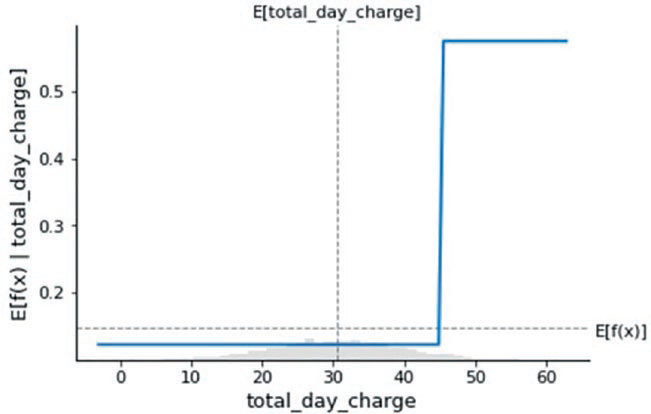 E[total_day_charge]
E[f(x) | total_day_charge]
0.5
0.4
0.3
0.2
E[f(x)]
0 10 20 30 40 50 60
total_day_charge